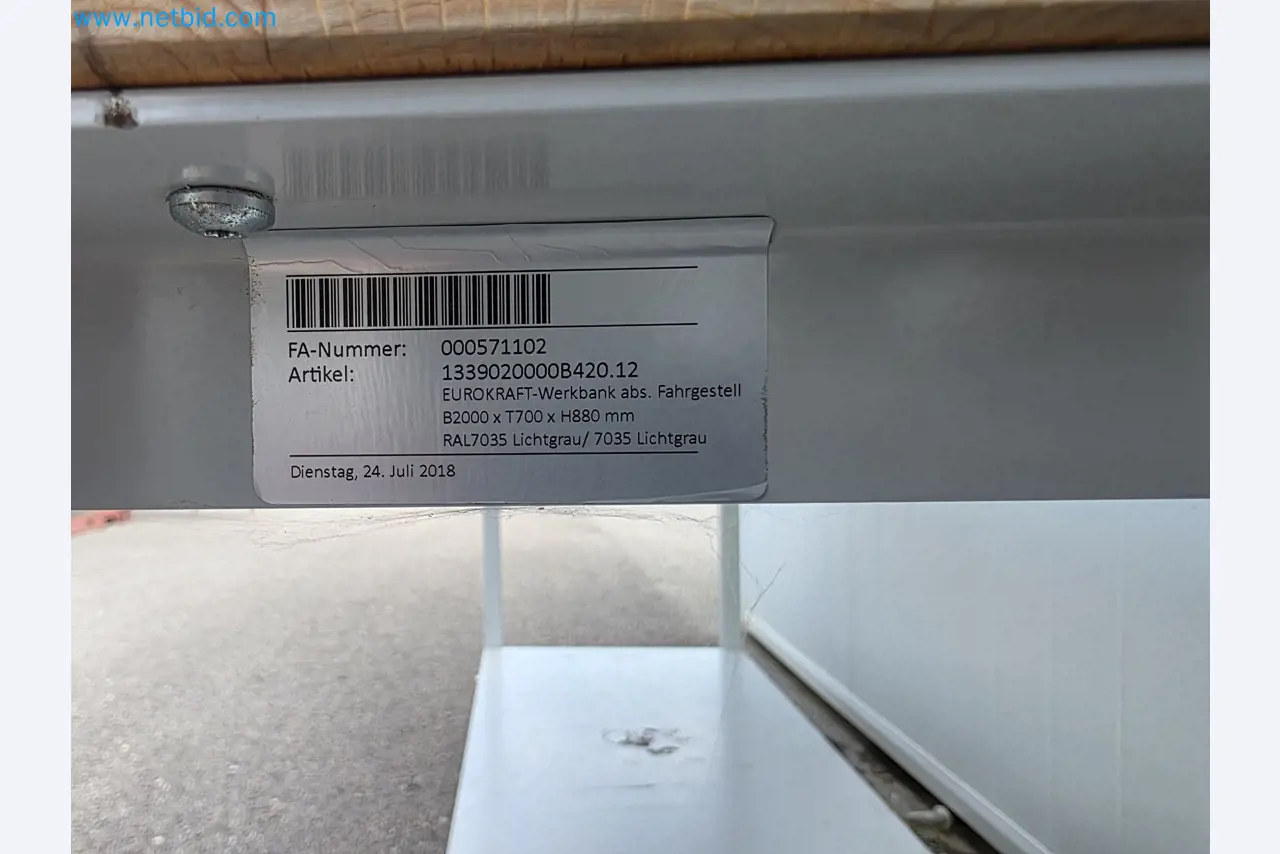 www.netbid.com
FA-Nummer: 000571102
Artikel: 1339020000B420.12
EUROKRAFT-Werkbank abs. Fahrgestell
B2000 x T700 x H880 mm
RAL7035 Lichtgrau/ 7035 Lichtgrau
Dienstag, 24. Juli 2018